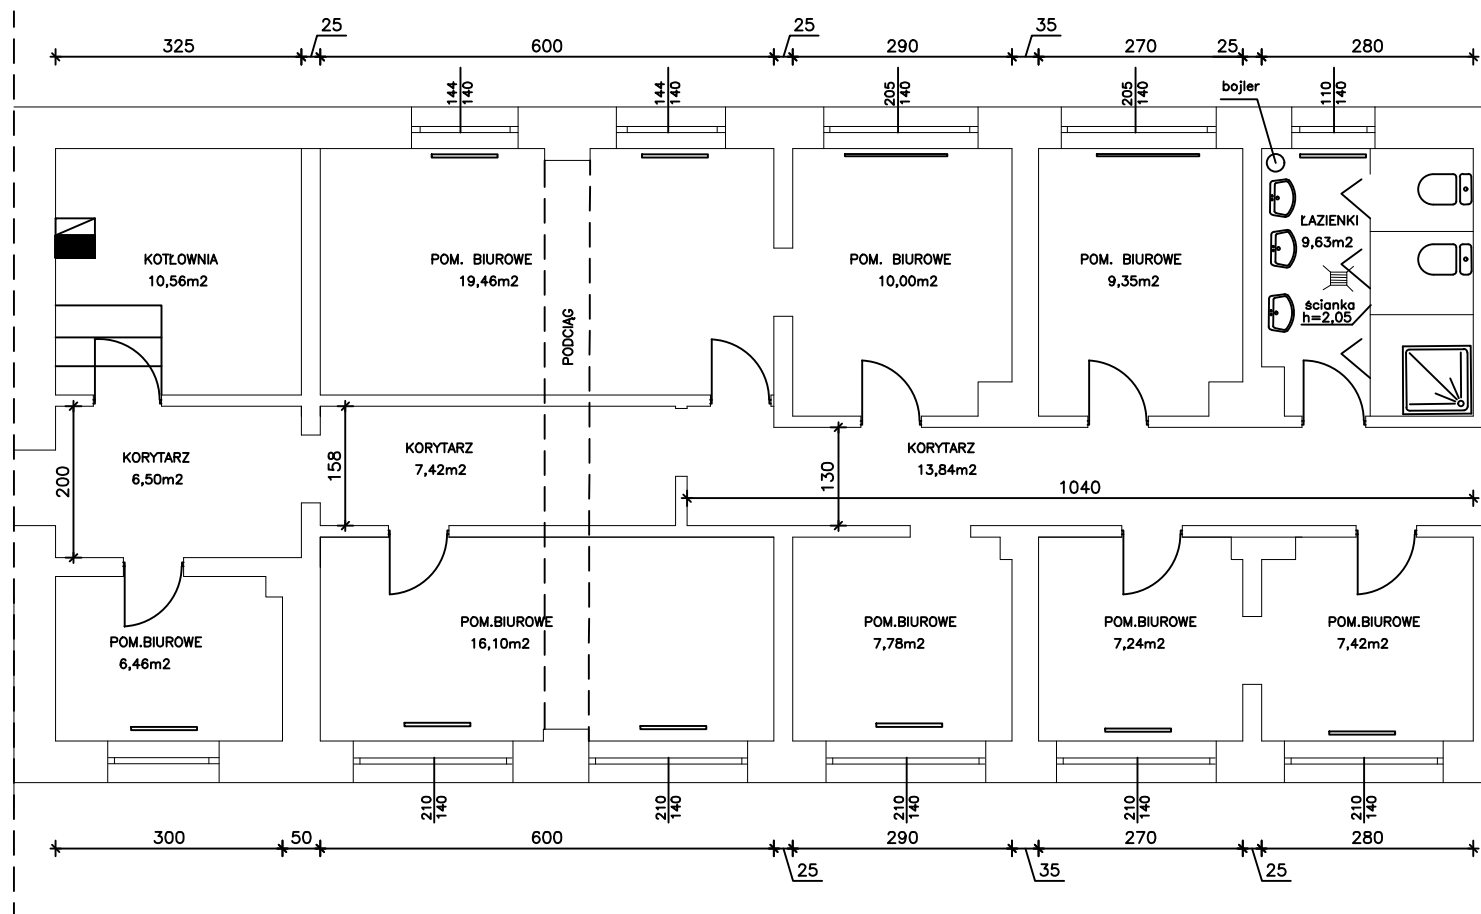 25
25
35
325
600
290
270
25
280
bojler
144
140
144
140
205
140
205
140
110
140
KOTŁOWNIA
10,56m2
POM. BIUROWE
19,46m2
PODCIĄG
POM. BIUROWE
10,00m2
POM. BIUROWE
9,35m2
ŁAZIENKI
9,63m2
ścianka
h=2,05
KORYTARZ
6,50m2
200
158
KORYTARZ
7,42m2
130
KORYTARZ
13,84m2
1040
POM.BIUROWE
6,46m2
POM.BIUROWE
16,10m2
POM.BIUROWE
7,78m2
POM.BIUROWE
7,24m2
POM.BIUROWE
7,42m2
210
140
210
140
210
140
210
140
210
140
300
50
600
290
270
280
25
35
25